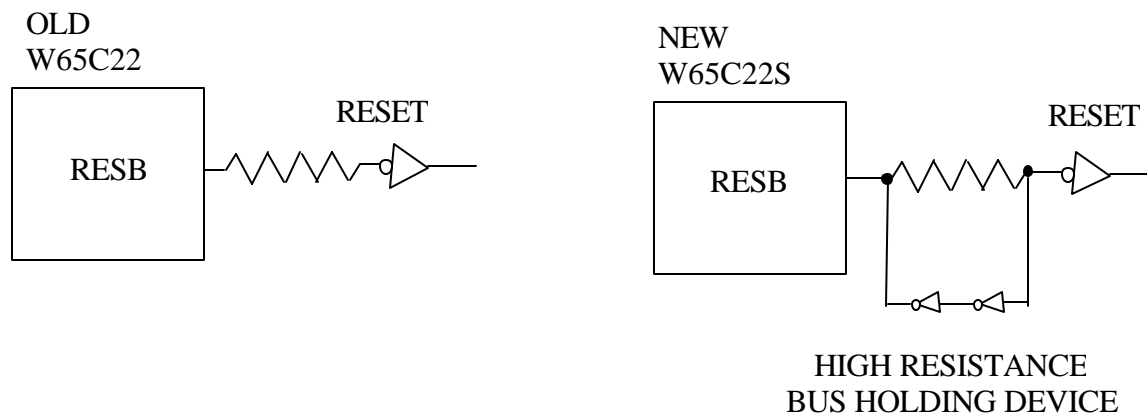 OLD
W65C22
RESB
RESET
NEW
W65C22S
RESB
RESET
HIGH RESISTANCE
BUS HOLDING DEVICE